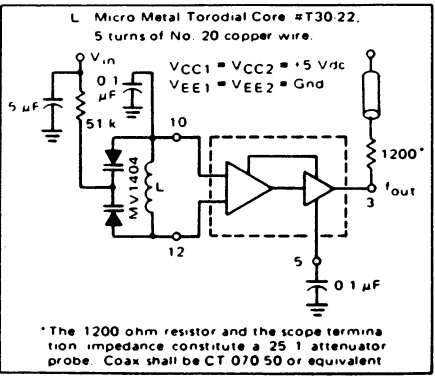 L Micro Metal Torodial Core #T30-22,
5 turns of No. 20 copper wire.
Vin
0 1
μF
VCC1 = VCC2 = +5 Vdc
VEE1 = VEE2 = Gnd
5 μF
51 k
10
1200*
MV1404
L
fout
3
12
5
0 1 μF
*The 1200 ohm resistor and the scope termina
tion impedance constitute a 25 1 attenuator
probe. Coax shall be CT 070 50 or equivalent